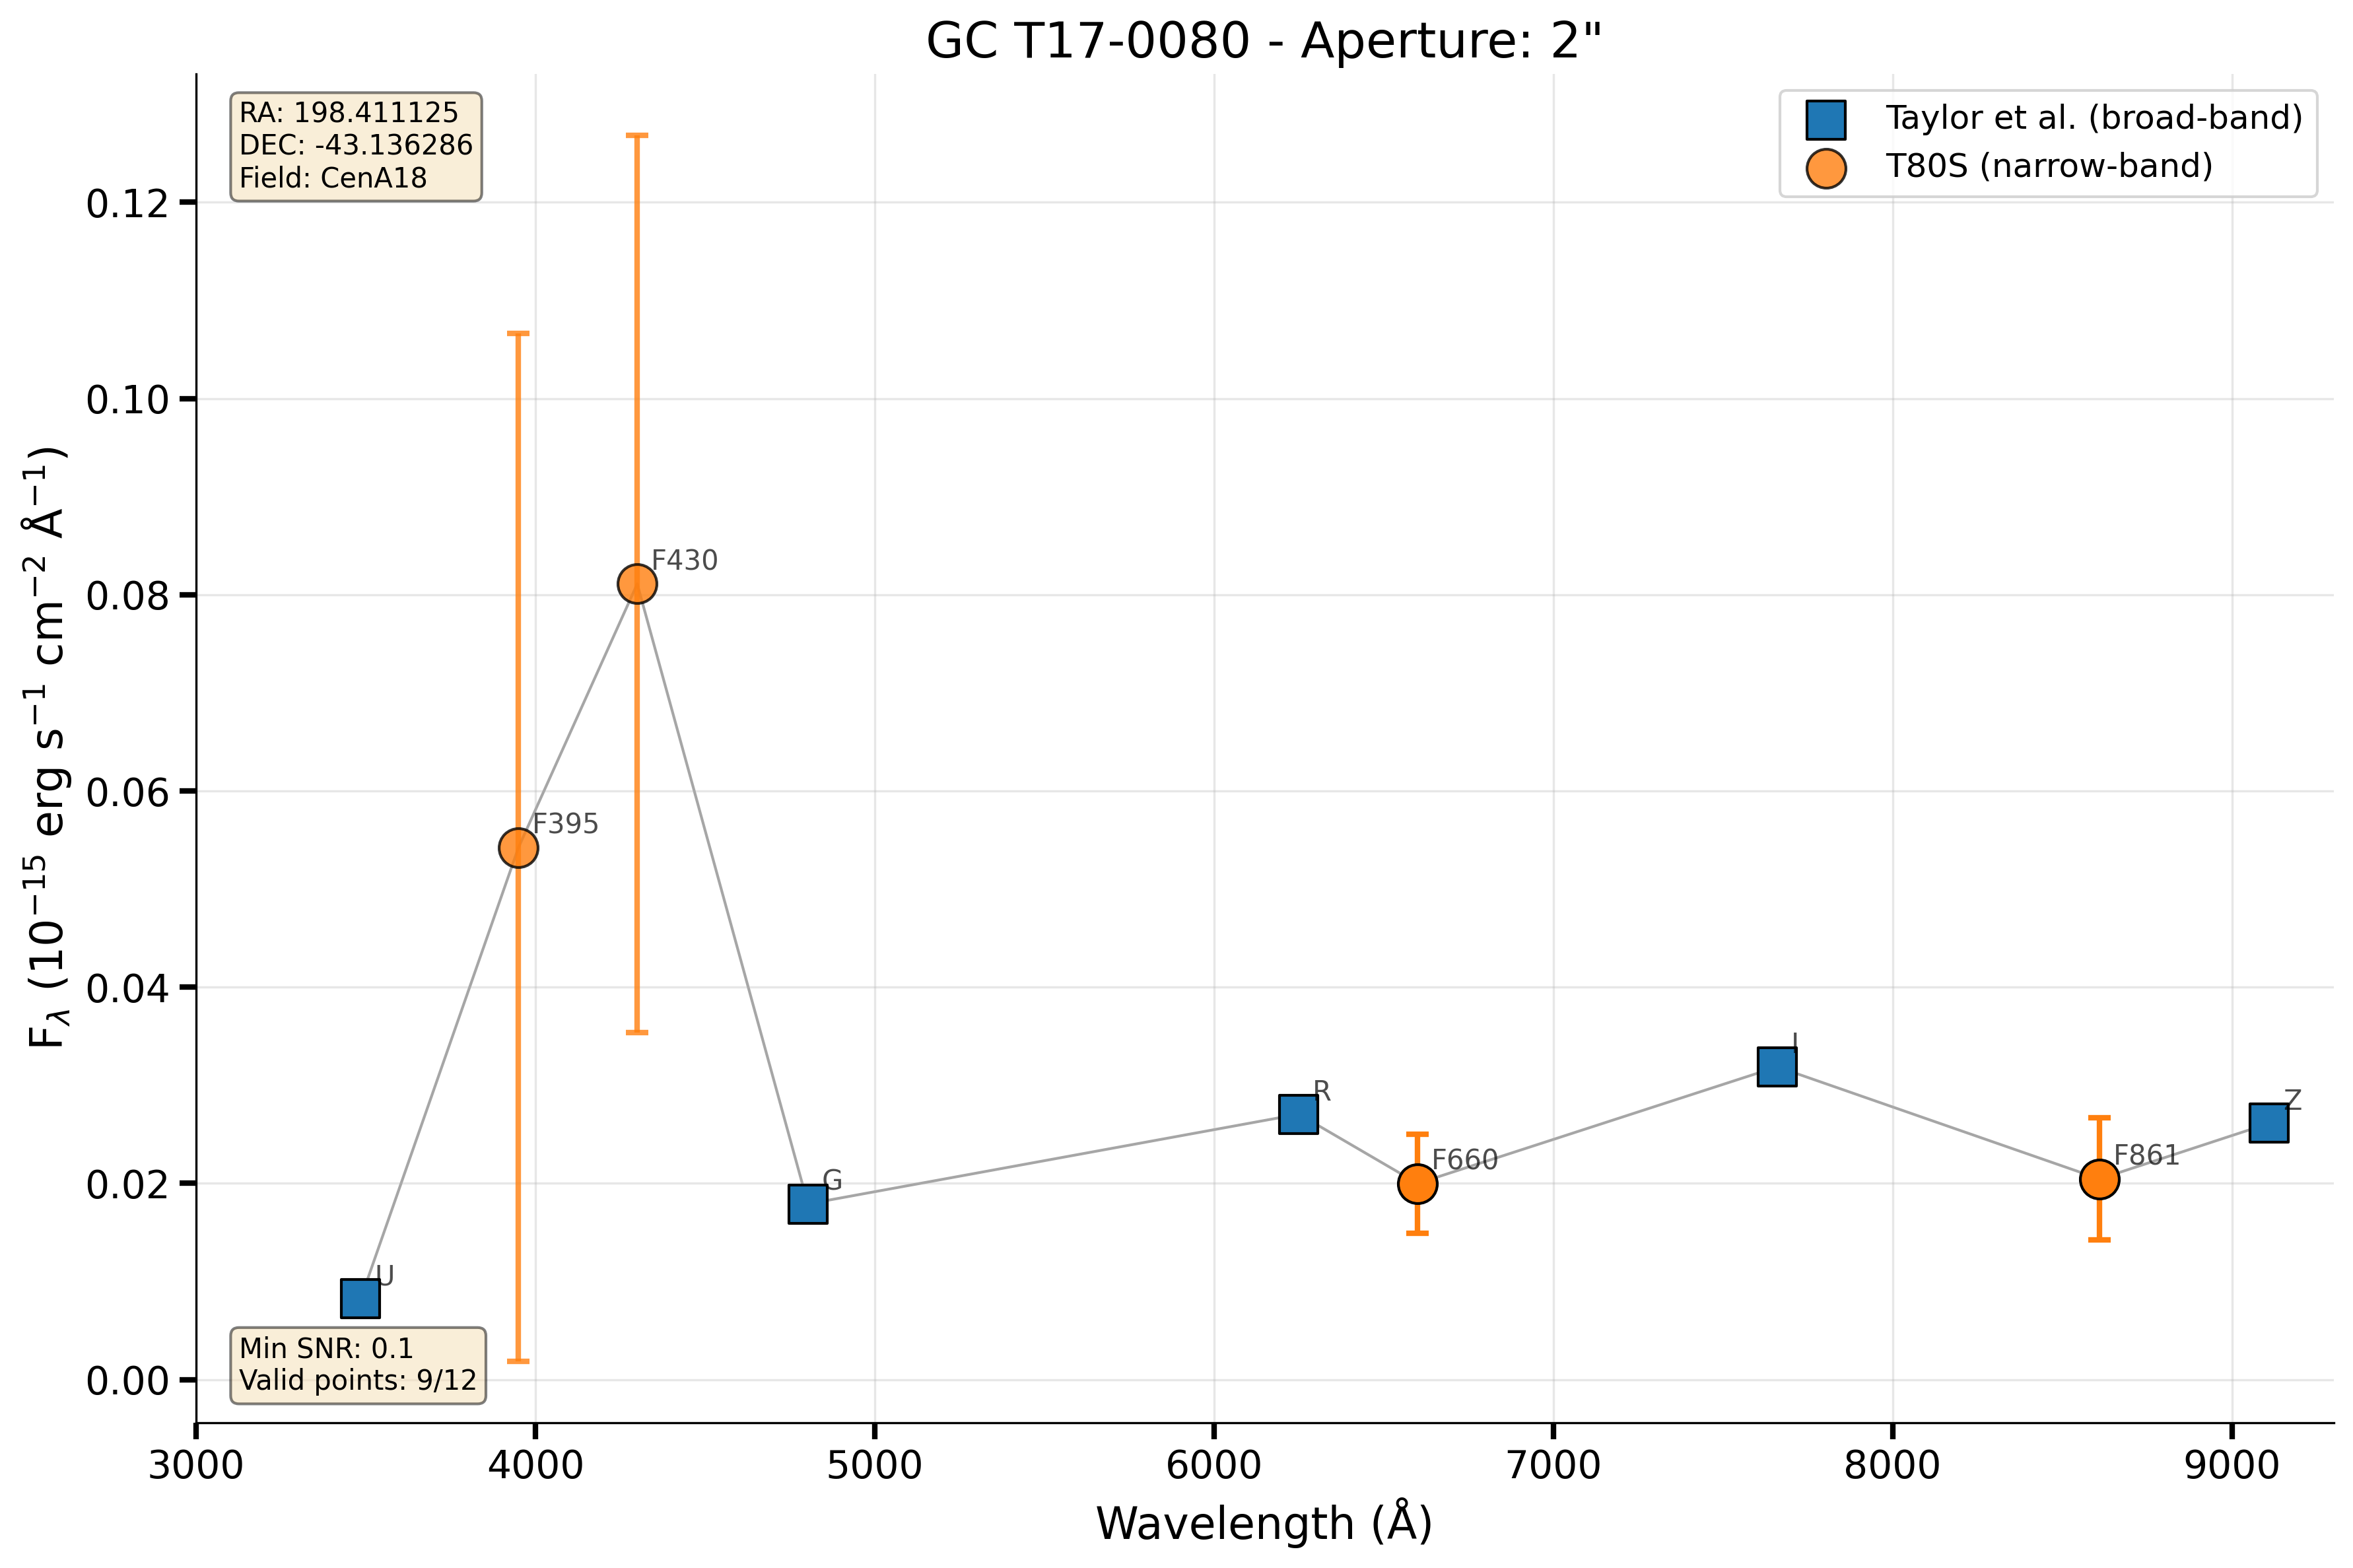 GC T17-0080 - Aperture: 2"
RA: 198.411125
DEC: -43.136286
Field: CenA18
Taylor et al. (broad-band)
T80S (narrow-band)
F_λ (10⁻¹⁵ erg s⁻¹ cm⁻² Å⁻¹)
0.12
0.10
0.08
0.06
0.04
0.02
0.00
F430
F395
U
G
R
F660
I
F861
Z
Min SNR: 0.1
Valid points: 9/12
3000 4000 5000 6000 7000 8000 9000
Wavelength (Å)